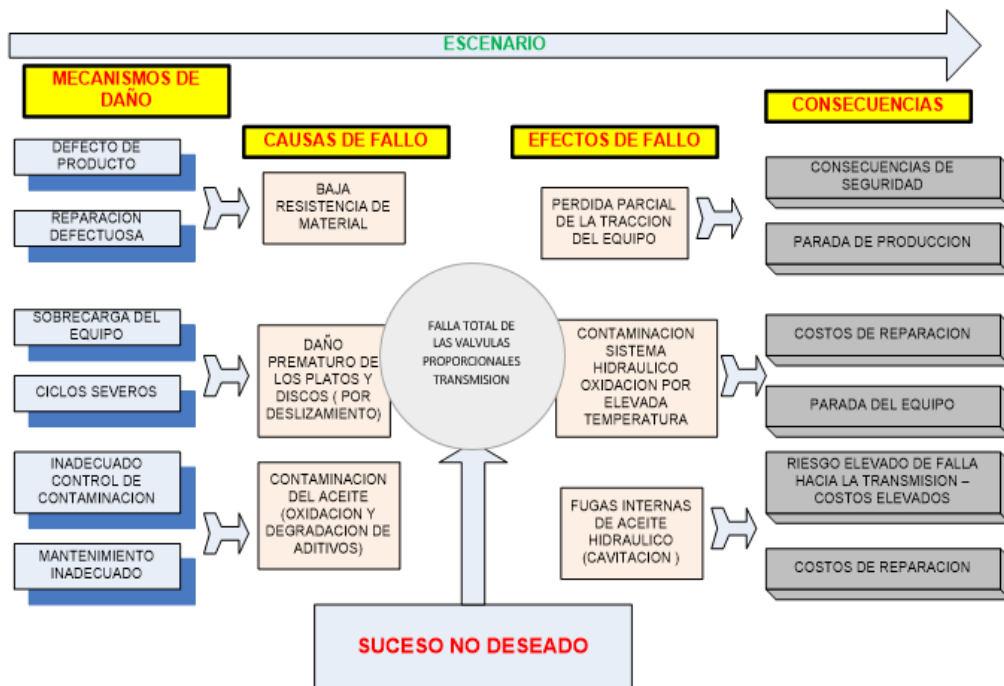 ESCENARIO
MECANISMOS DE
DAÑO
CONSECUENCIAS
CAUSAS DE FALLO
EFECTOS DE FALLO
DEFECTO DE
PRODUCTO
REPARACION
DEFECTUOSA
BAJA
RESISTENCIA DE
MATERIAL
PERDIDA PARCIAL
DE LA TRACCION
DEL EQUIPO
CONSECUENCIAS DE
SEGURIDAD
PARADA DE PRODUCCION
SOBRECARGA DEL
EQUIPO
CICLOS SEVEROS
DAÑO
PREMATURO DE
LOS PLATOS Y
DISCOS ( POR
DESLIZAMIENTO)
FALLA TOTAL DE
LAS VALVULAS
PROPORCIONALES
TRANSMISION
CONTAMINACION
SISTEMA
HIDRAULICO
OXIDACION POR
ELEVADA
TEMPERATURA
COSTOS DE REPARACION
PARADA DEL EQUIPO
INADECUADO
CONTROL DE
CONTAMINACION
MANTENIMIENTO
INADECUADO
CONTAMINACION
DEL ACEITE
(OXIDACION Y
DEGRADACION DE
ADITIVOS)
FUGAS INTERNAS
DE ACEITE
HIDRAULICO
(CAVITACION )
RIESGO ELEVADO DE FALLA
HACIA LA TRANSMISION –
COSTOS ELEVADOS
COSTOS DE REPARACION
SUCESO NO DESEADO